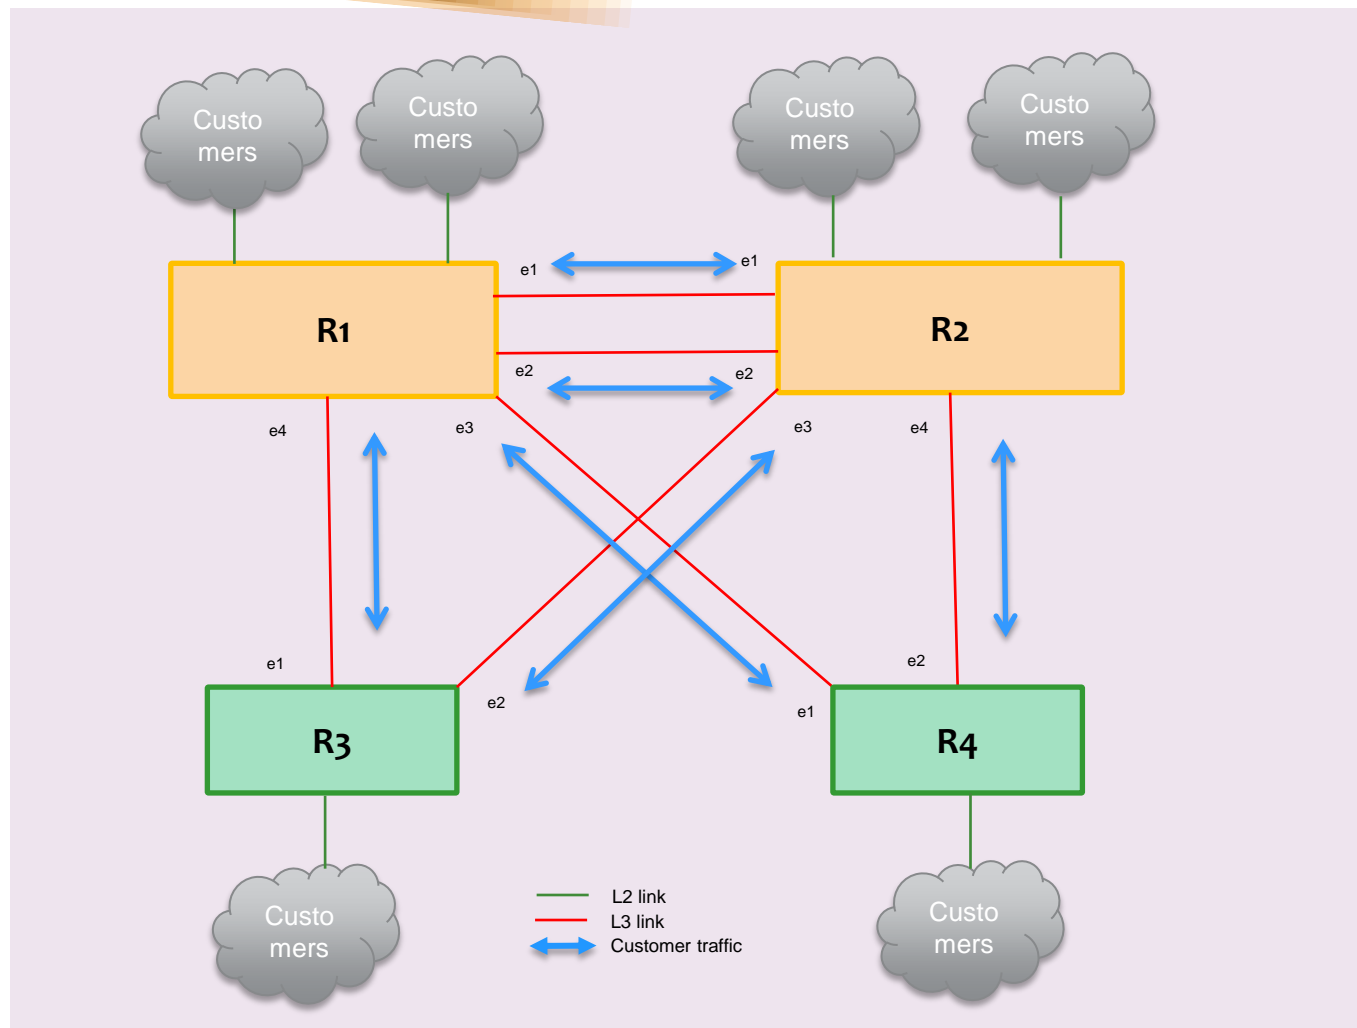 Custo
mers
Custo
mers
Custo
mers
Custo
mers
e1
e1
R1
R2
e2
e2
e4
e3
e3
e4
e1
e2
e2
e1
R3
R4
Custo
mers
L2 link
L3 link
Customer traffic
Custo
mers